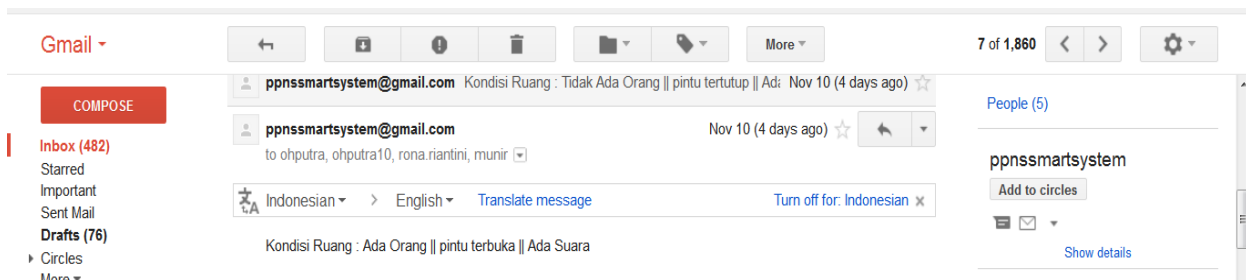 Gmail
More
7 of 1,860
COMPOSE
Inbox (482)
Starred
Important
Sent Mail
Drafts (76)
Circles
More
ppnssmartsystem@gmail.com Kondisi Ruang : Tidak Ada Orang || pintu tertutup || Ada Nov 10 (4 days ago)
ppnssmartsystem@gmail.com Nov 10 (4 days ago)
to ohputra, ohputra10, rona.riantini, munir
Indonesian > English Translate message Turn off for: Indonesian x
Kondisi Ruang : Ada Orang || pintu terbuka || Ada Suara
People (5)
ppnssmartsystem
Add to circles
Show details